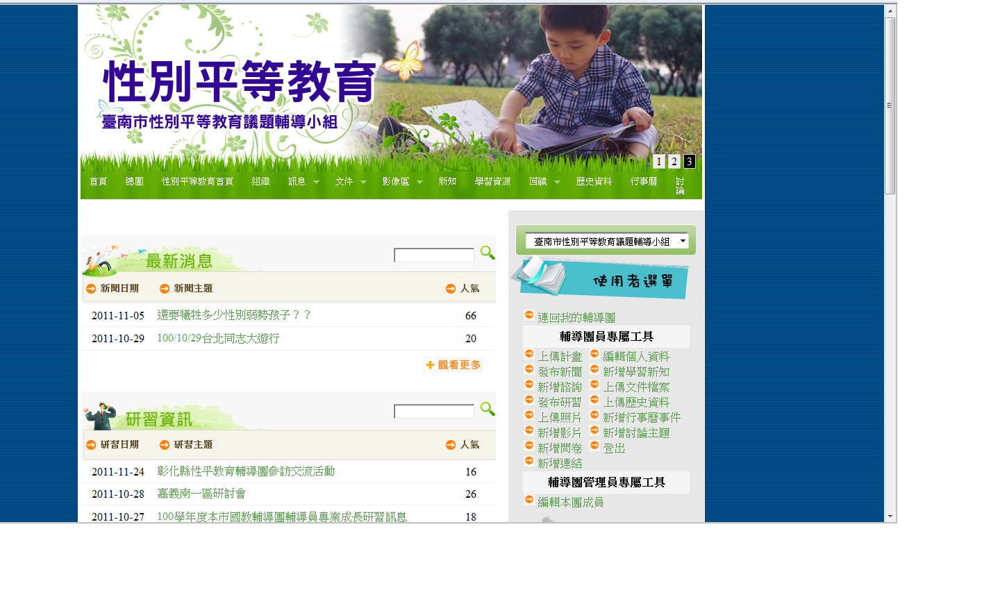 性別平等教育
臺南市性別平等教育議題輔導小組
1 2 3
首頁 總團 性別平等教育首頁 組織 訊息 文件 影像區 新知 學習資源 回饋 歷史資料 行事曆 討論
最新消息
新聞日期 新聞主題 人氣
2011-11-05 還要犧牲多少性別弱勢孩子？？ 66
2011-10-29 100/10/29台北同志大遊行 20
觀看更多
研習資訊
研習日期 研習主題 人氣
2011-11-24 彰化縣性平教育輔導團參訪交流活動 16
2011-10-28 嘉義南一區研討會 26
2011-10-27 100學年度本市國教輔導團輔導員專業成長研習訊息 18
臺南市性別平等教育議題輔導小組
使用者選單
連回我的輔導團
輔導團員專屬工具
上傳計畫 編輯個人資料
發布新聞 新增學習新知
新增諮詢 上傳文件檔案
發布研習 上傳歷史資料
上傳照片 新增行事曆事件
新增影片 新增討論主題
新增問卷 登出
新增連結
輔導團管理員專屬工具
編輯本團成員